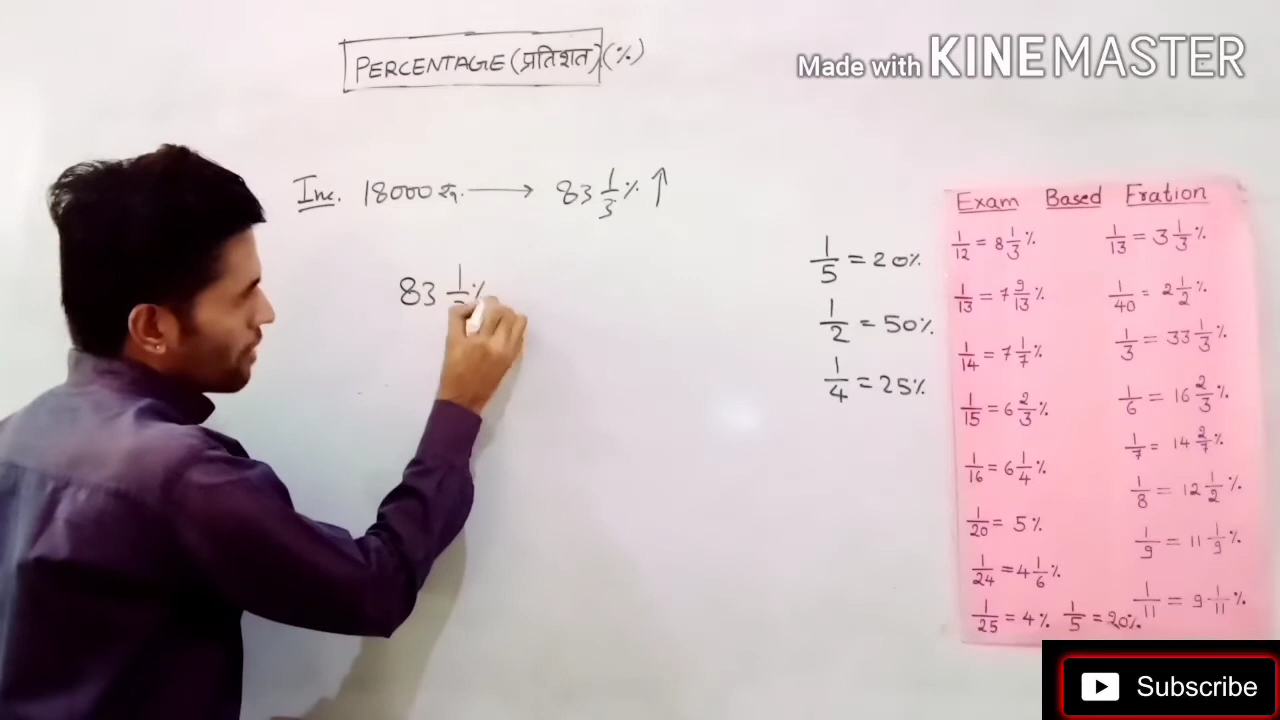 PERCENTAGE (प्रतिशत) (%)
Made with KINEMASTER
Inc. 18000 रु. → 83 1/3 % ↑
83 1/3 %
1/5 = 20%
1/2 = 50%
1/4 = 25%
Exam Based Fration
1/12 = 8 1/3 %
1/13 = 7 9/13 %
1/14 = 7 1/7 %
1/15 = 6 2/3 %
1/16 = 6 1/4 %
1/20 = 5%
1/24 = 4 1/6 %
1/25 = 4%
1/5 = 20%
1/13 = 3 1/3 %
1/40 = 2 1/2 %
1/3 = 33 1/3 %
1/6 = 16 2/3 %
1/7 = 14 2/7 %
1/8 = 12 1/2 %
1/9 = 11 1/9 %
1/11 = 9 1/11 %
Subscribe